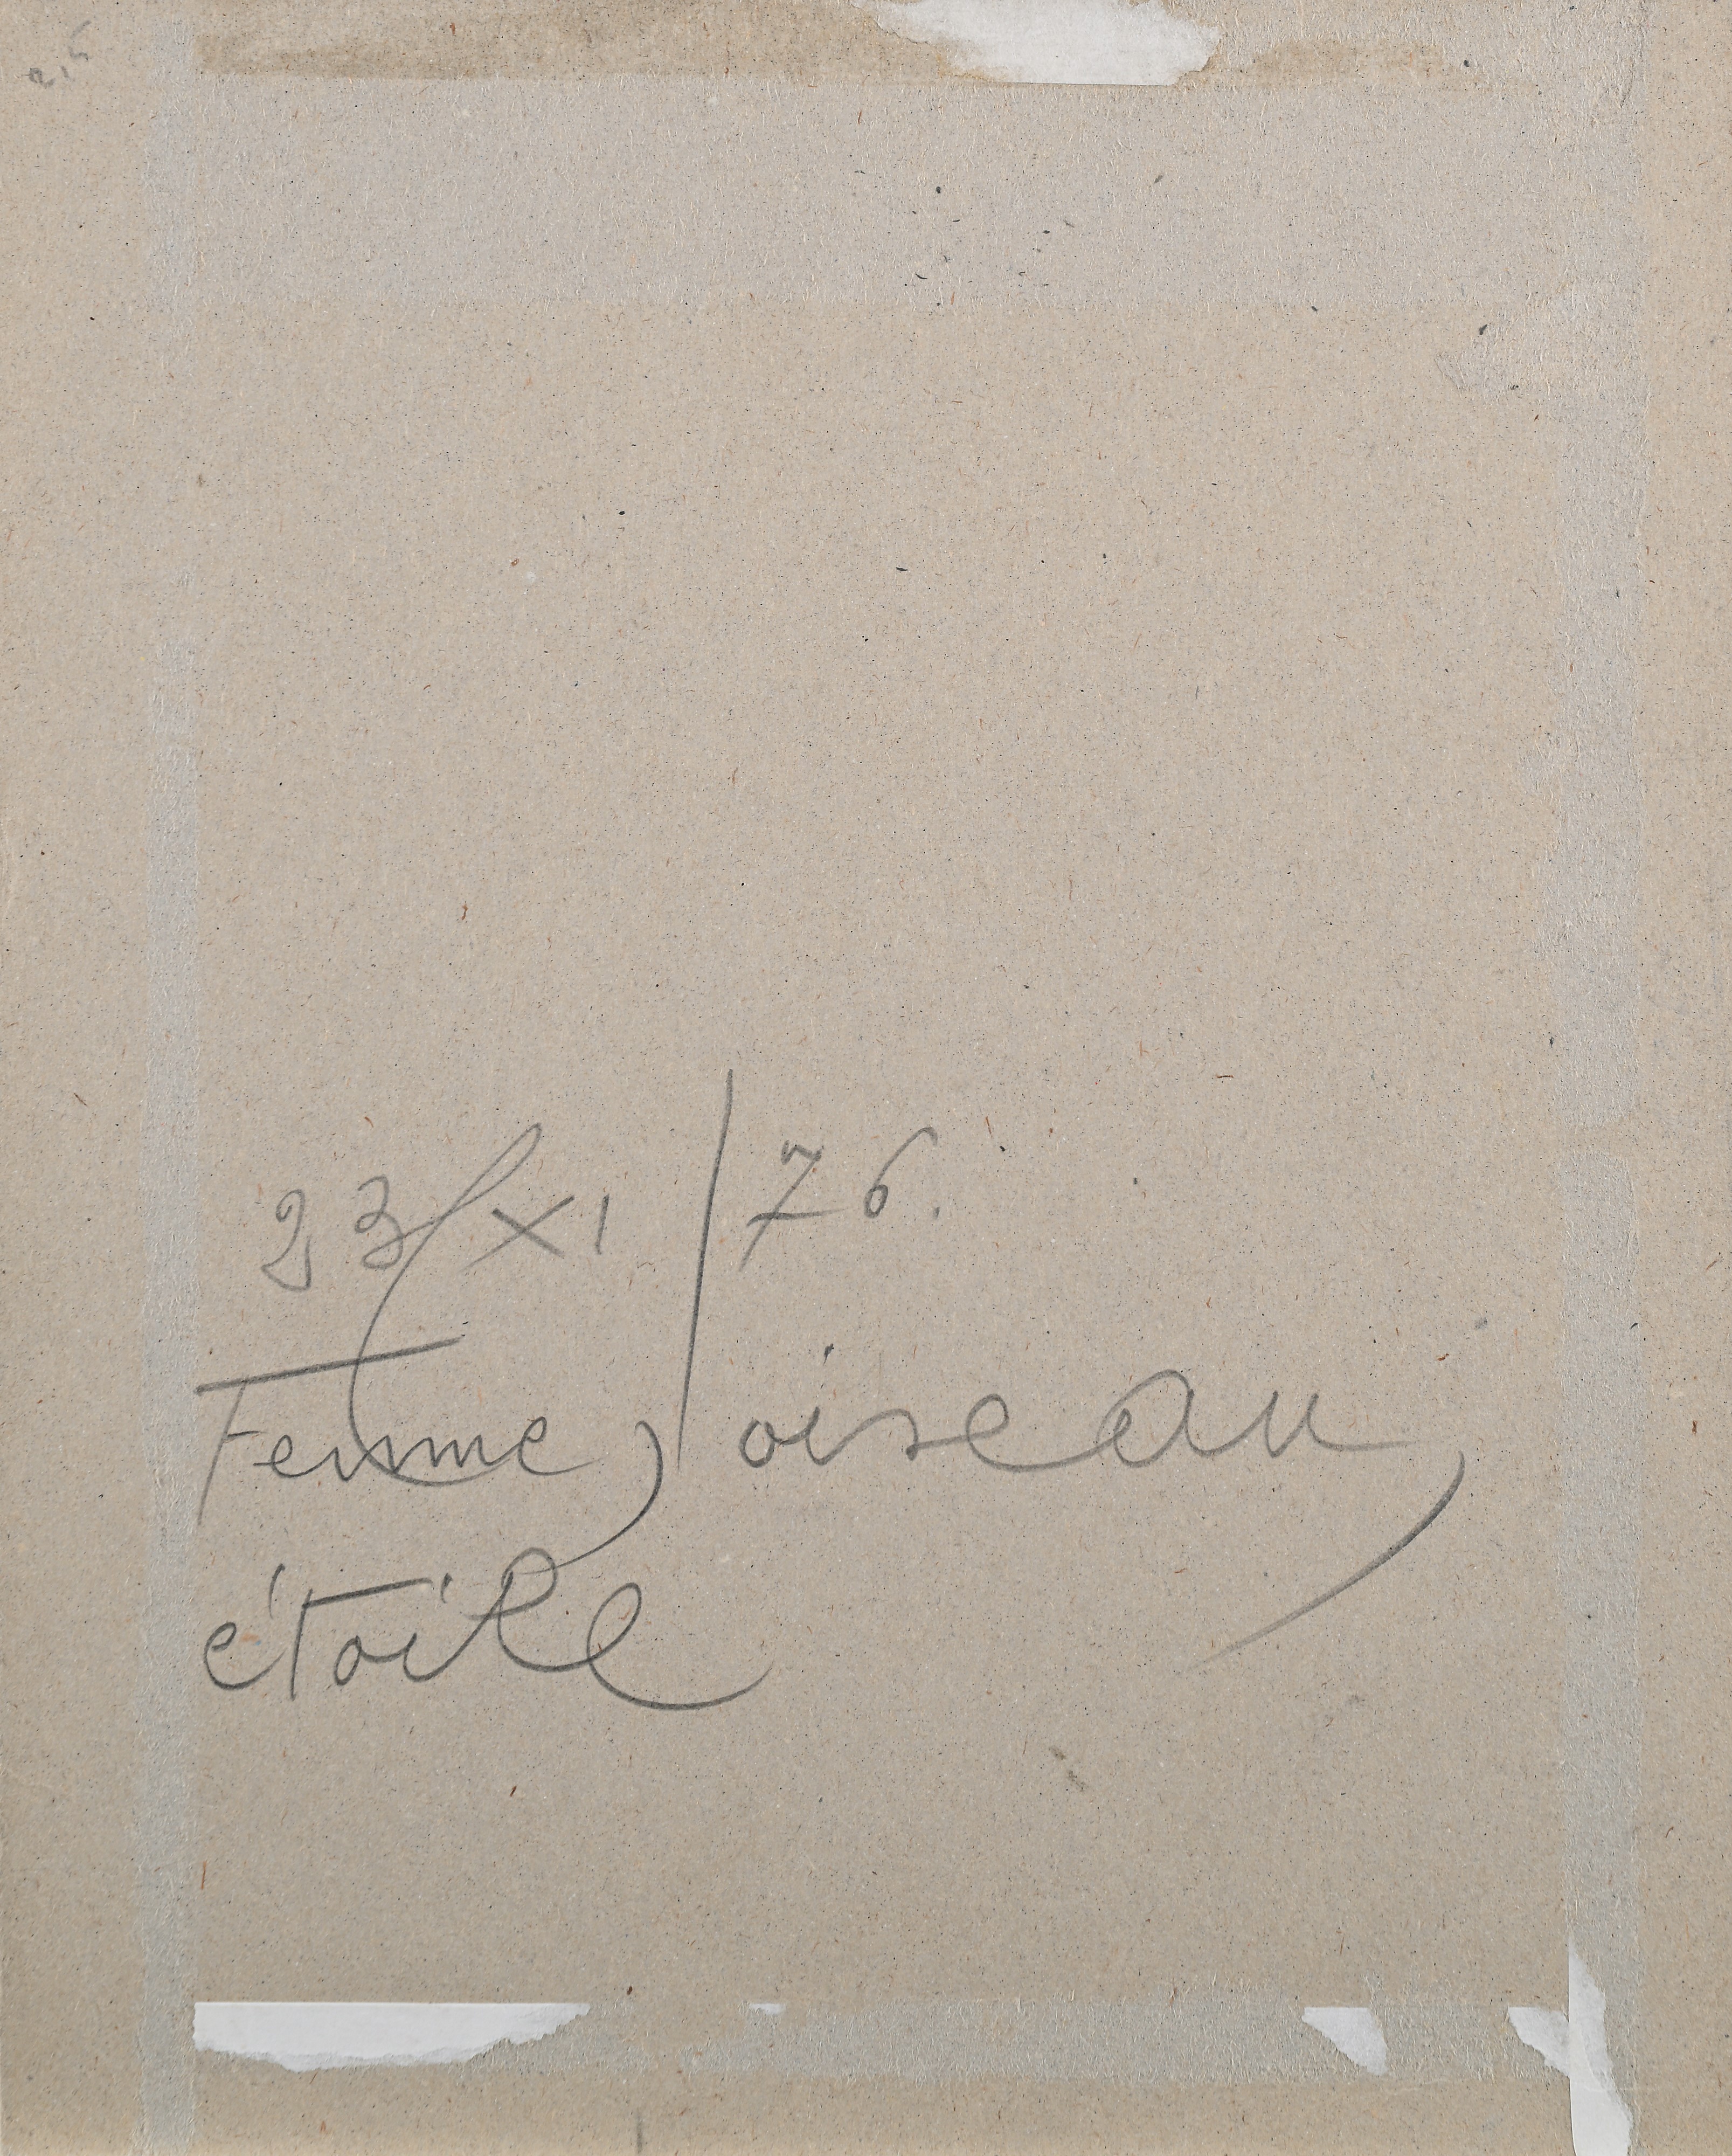 23/XI/76.
Femme, oiseau,
étoile